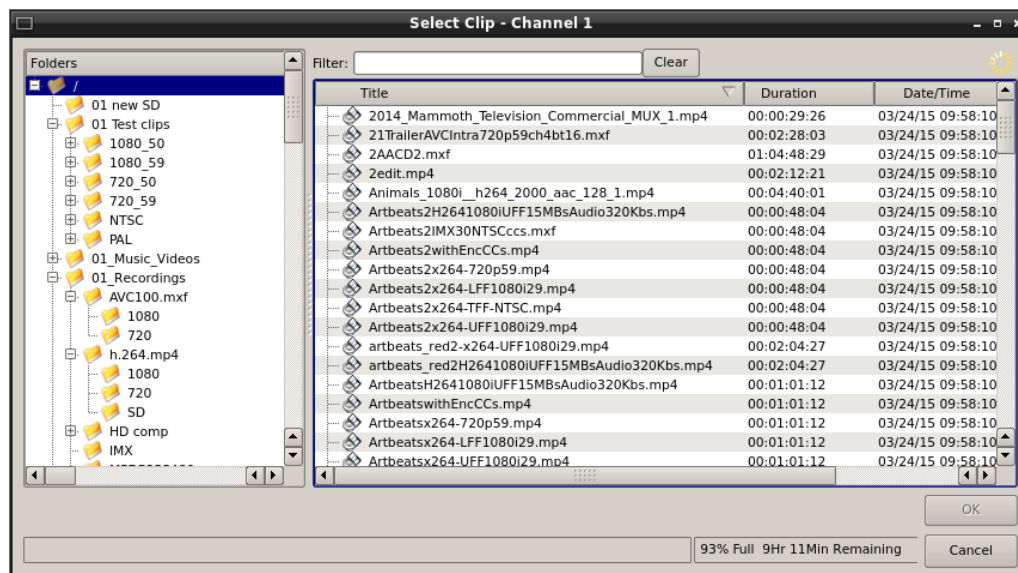 Select Clip - Channel 1
Folders
/
01 new SD
01 Test clips
1080_50
1080_59
720_50
720_59
NTSC
PAL
01_Music_Videos
01_Recordings
AVC100.mxf
1080
720
h.264.mp4
1080
720
SD
HD comp
IMX
Filter:
Clear
Title Duration Date/Time
2014_Mammoth_Television_Commercial_MUX_1.mp4 00:00:29:26 03/24/15 09:58:10
21TrailerAVCIntra720p59ch4bt16.mxf 00:02:28:03 03/24/15 09:58:10
2AACD2.mxf 01:04:48:29 03/24/15 09:58:10
2edit.mp4 00:02:12:21 03/24/15 09:58:10
Animals_1080i__h264_2000_aac_128_1.mp4 00:04:40:01 03/24/15 09:58:10
Artbeats2H2641080iUFF15MBsAudio320Kbs.mp4 00:00:48:04 03/24/15 09:58:10
Artbeats2IMX30NTSCccs.mxf 00:00:48:04 03/24/15 09:58:10
Artbeats2withEncCCs.mp4 00:00:48:04 03/24/15 09:58:10
Artbeats2x264-720p59.mp4 00:00:48:04 03/24/15 09:58:10
Artbeats2x264-LFF1080i29.mp4 00:00:48:04 03/24/15 09:58:10
Artbeats2x264-TFF-NTSC.mp4 00:00:48:04 03/24/15 09:58:10
Artbeats2x264-UFF1080i29.mp4 00:00:48:04 03/24/15 09:58:10
artbeats_red2-x264-UFF1080i29.mp4 00:02:04:27 03/24/15 09:58:10
artbeats_red2H2641080iUFF15MBsAudio320Kbs.mp4 00:02:04:27 03/24/15 09:58:10
ArtbeatsH2641080iUFF15MBsAudio320Kbs.mp4 00:01:01:12 03/24/15 09:58:10
ArtbeatswithEncCCs.mp4 00:01:01:12 03/24/15 09:58:10
Artbeatsx264-720p59.mp4 00:01:01:12 03/24/15 09:58:10
Artbeatsx264-LFF1080i29.mp4 00:01:01:12 03/24/15 09:58:10
Artbeatsx264-UFF1080i29.mp4 00:01:01:12 03/24/15 09:58:10
OK
93% Full 9Hr 11Min Remaining
Cancel